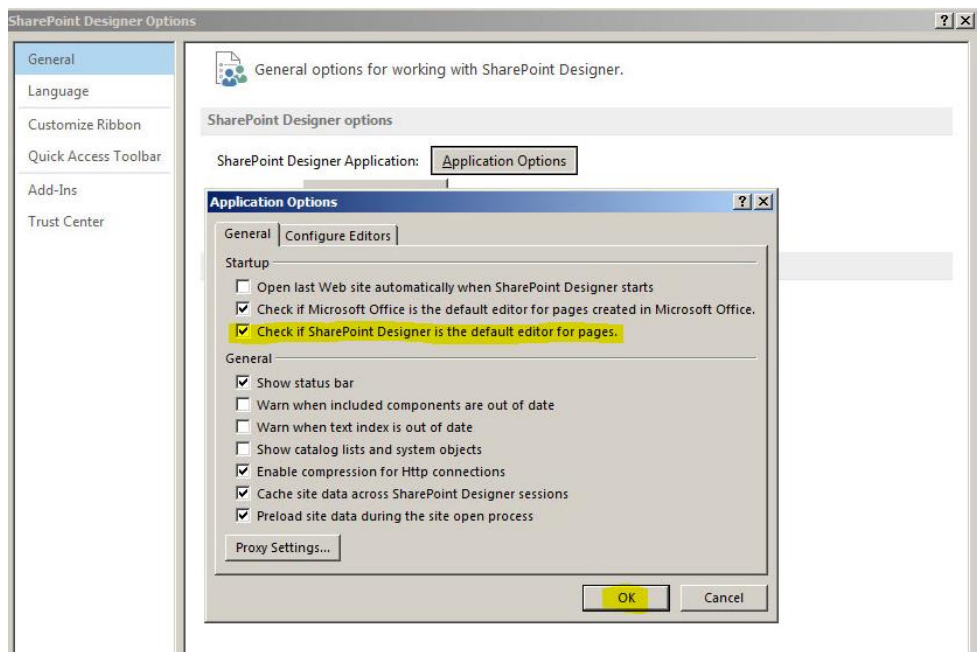 SharePoint Designer Options
General
Language
Customize Ribbon
Quick Access Toolbar
Add-Ins
Trust Center
General options for working with SharePoint Designer.
SharePoint Designer options
SharePoint Designer Application: Application Options
Application Options
General Configure Editors
Startup
Open last Web site automatically when SharePoint Designer starts
Check if Microsoft Office is the default editor for pages created in Microsoft Office.
Check if SharePoint Designer is the default editor for pages.
General
Show status bar
Warn when included components are out of date
Warn when text index is out of date
Show catalog lists and system objects
Enable compression for Http connections
Cache site data across SharePoint Designer sessions
Preload site data during the site open process
Proxy Settings...
OK Cancel